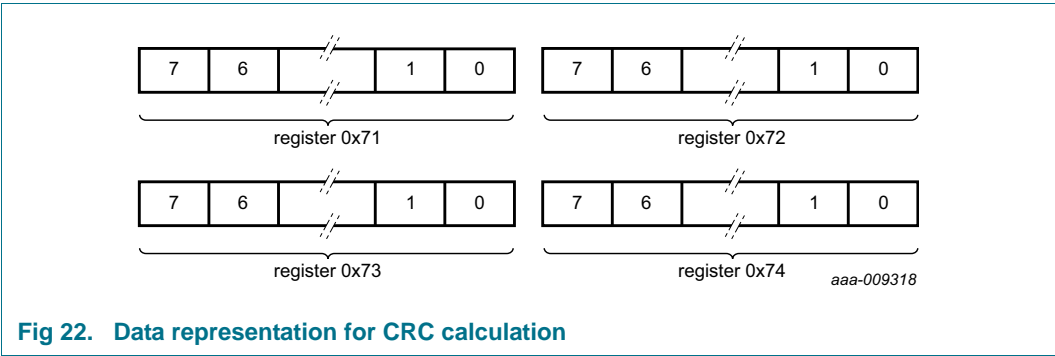 7 6 1 0 7 6 1 0
register 0x71 register 0x72
7 6 1 0 7 6 1 0
register 0x73 register 0x74
aaa-009318
Fig 22. Data representation for CRC calculation